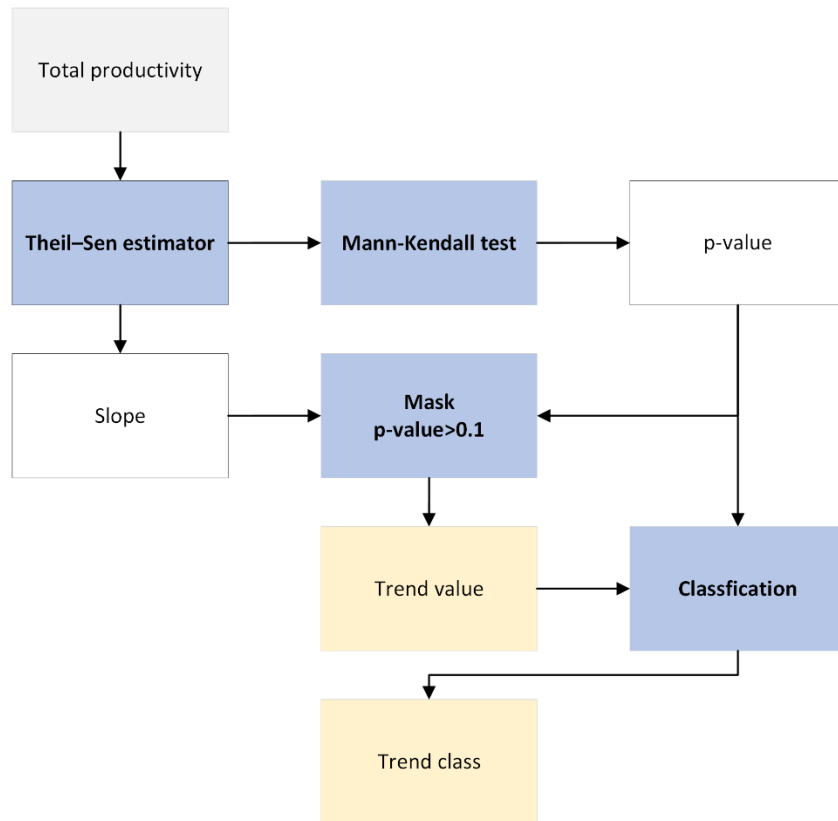 Total productivity
Theil–Sen estimator
Mann-Kendall test
p-value
Slope
Mask
p-value>0.1
Trend value
Classfication
Trend class